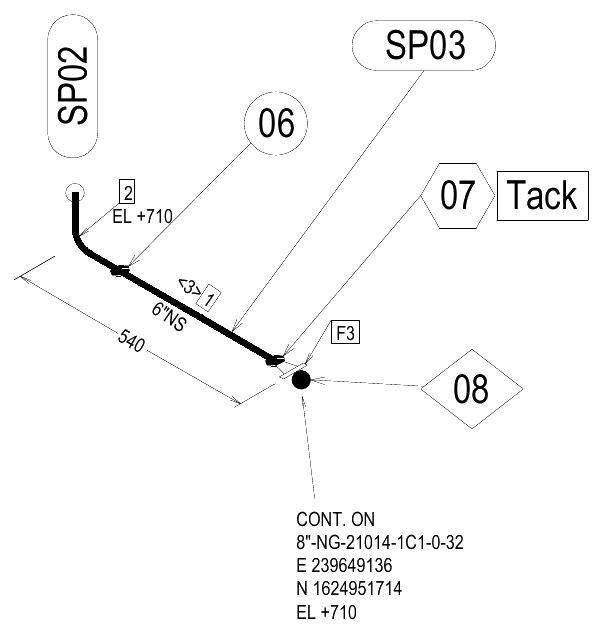 SP02
SP03
06
07
Tack
2
EL +710
<3> 1
6"NS
540
F3
08
CONT. ON
8"-NG-21014-1C1-0-32
E 239649136
N 1624951714
EL +710